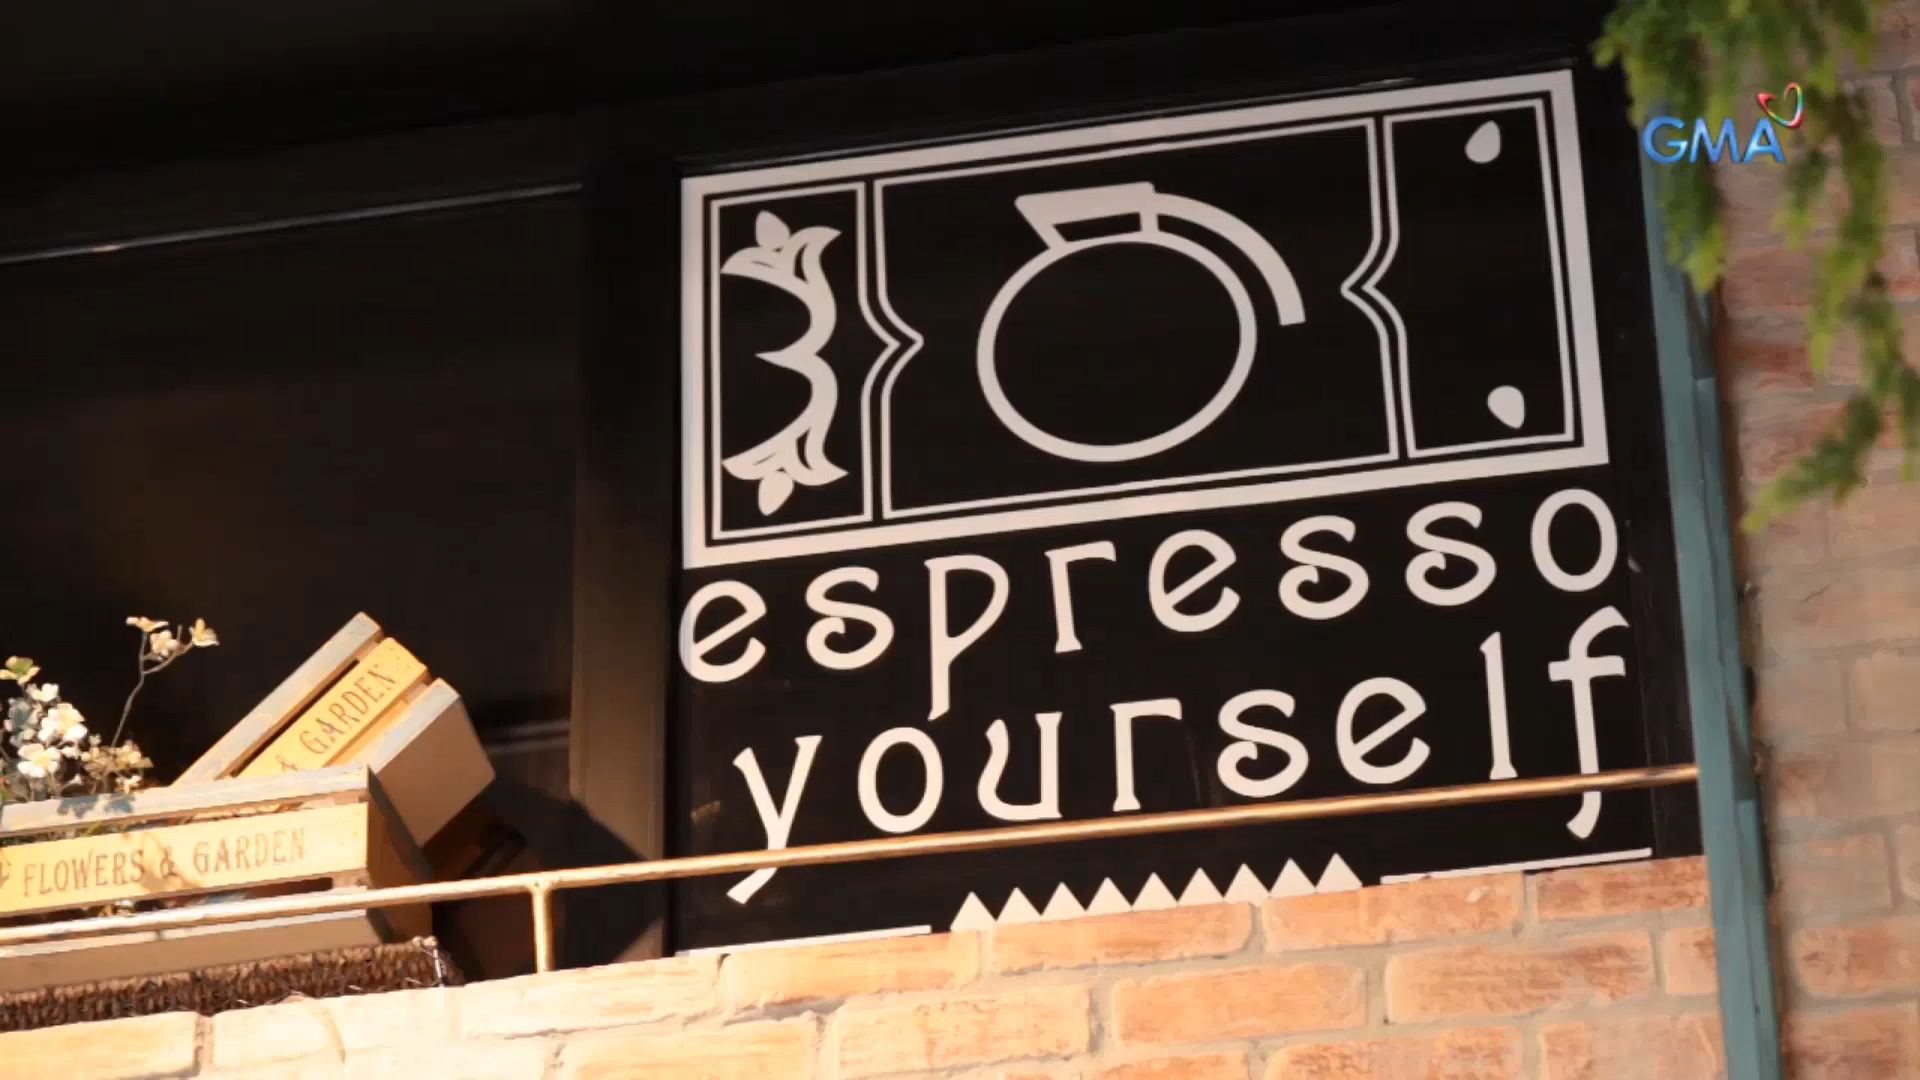 GMA
espresso
yourself
& GARDEN
FLOWERS & GARDEN